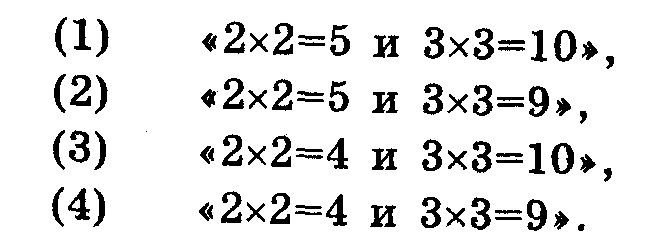 (1) «2×2=5 и 3×3=10»,
(2) «2×2=5 и 3×3=9»,
(3) «2×2=4 и 3×3=10»,
(4) «2×2=4 и 3×3=9».